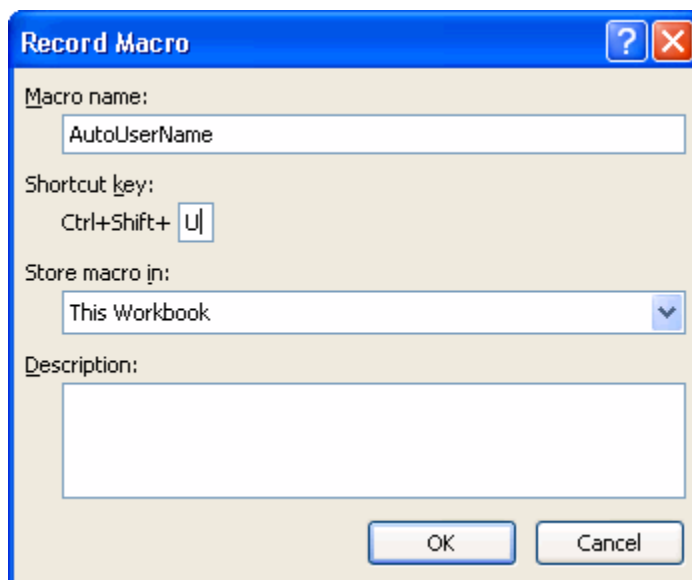 Record Macro
?
Macro name:
AutoUserName
Shortcut key:
Ctrl+Shift+ U
Store macro in:
This Workbook
Description:
OK Cancel